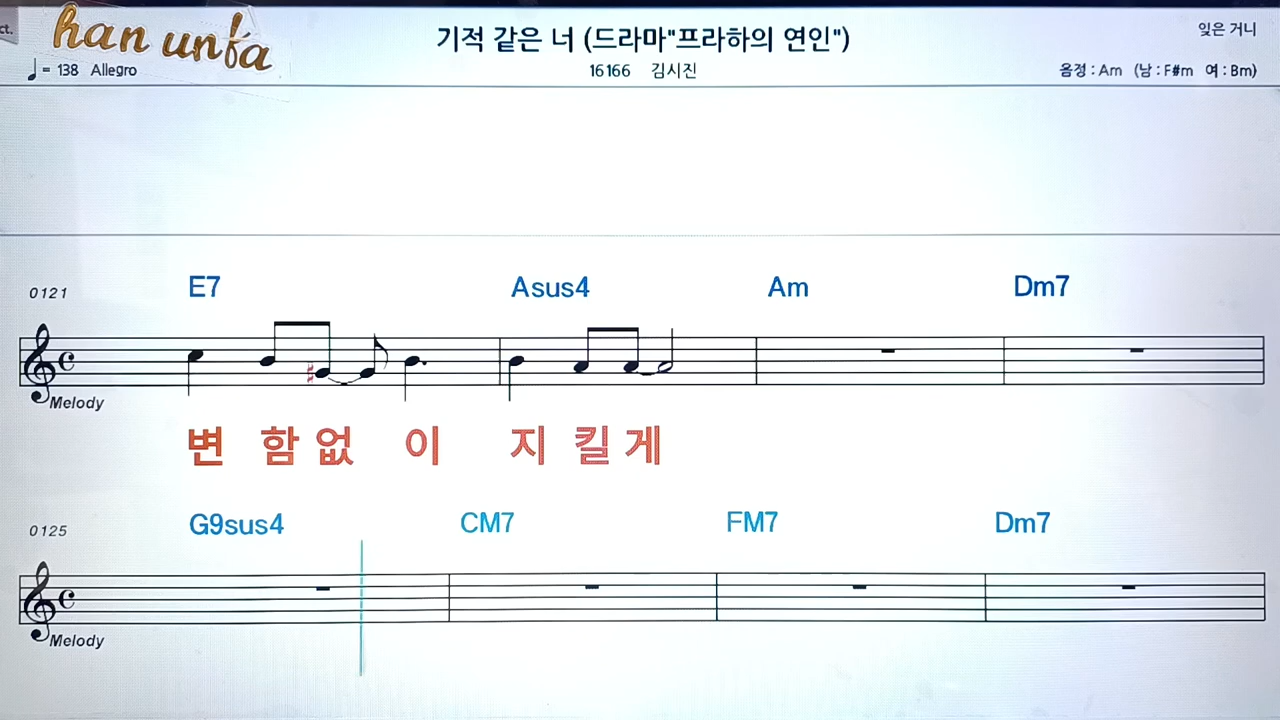 ct.
han unfa
기적 같은 너 (드라마"프라하의 연인")
잊은 거니
♩= 138 Allegro
16166 김시진
음정 : Am (남 : F#m 여 : Bm)
0121
E7 Asus4 Am Dm7
Melody
변 함 없 이 지 킬 게
0125
G9sus4 CM7 FM7 Dm7
Melody